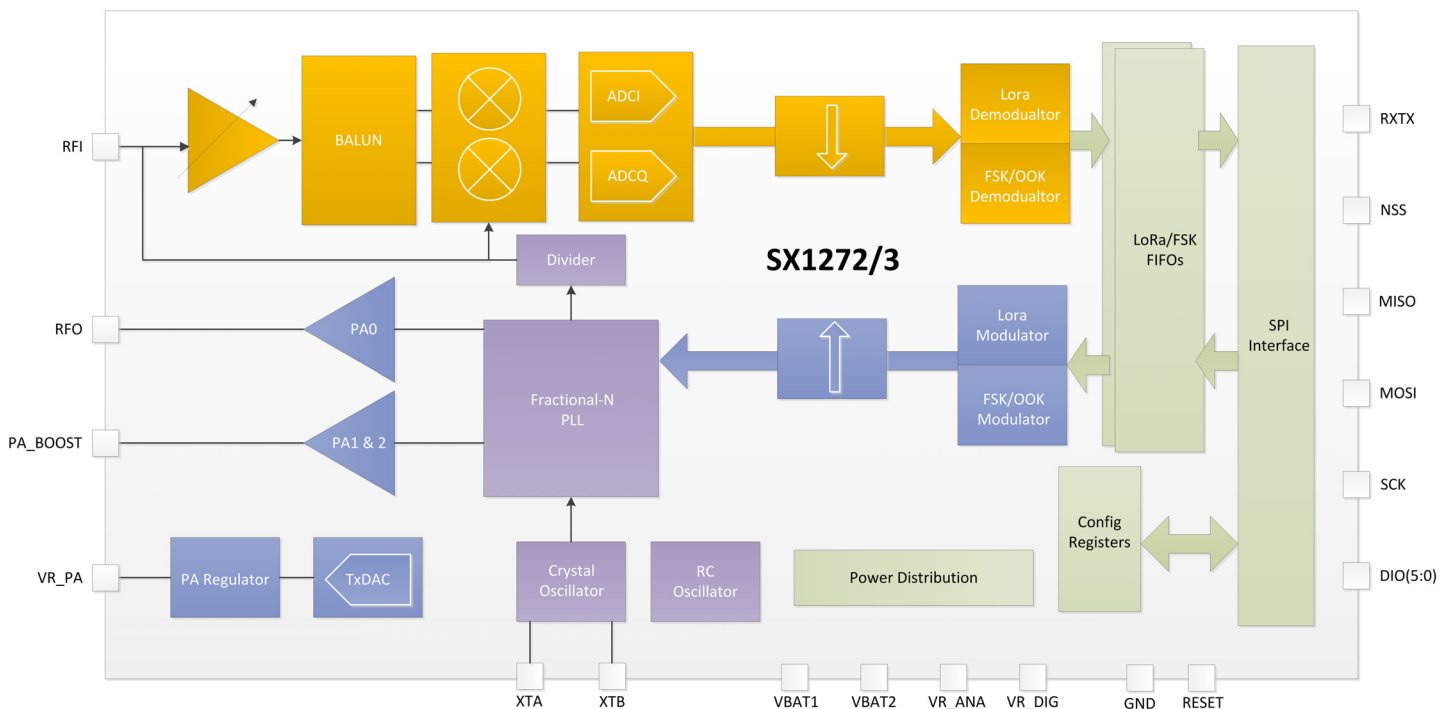 RFI
BALUN
ADCI
ADCQ
Lora
Demodualtor
FSK/OOK
Demodualtor
LoRa/FSK
FIFOs
SPI
Interface
RXTX
NSS
MISO
MOSI
SCK
DIO(5:0)
Divider
SX1272/3
RFO
PA0
Fractional-N
PLL
Lora
Modulator
FSK/OOK
Modulator
PA_BOOST
PA1 & 2
VR_PA
PA Regulator
TxDAC
Crystal
Oscillator
RC
Oscillator
Power Distribution
Config
Registers
XTA
XTB
VBAT1
VBAT2
VR_ANA
VR_DIG
GND
RESET